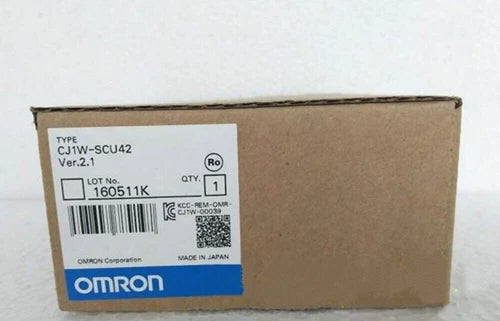 TYPE
CJ1W-SCU42
Ver.2.1
Ro
LOT No.
160511K
QTY.
1
KCC-REM-OMR-
CJ1W-00039
OMRON Corporation
MADE IN JAPAN
OMRON